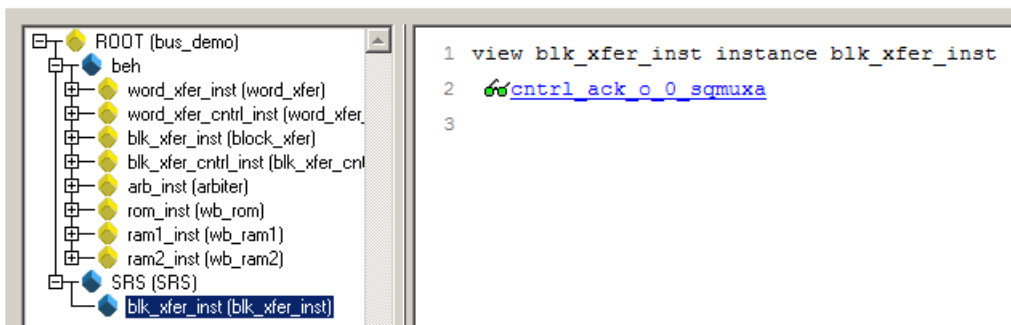 ROOT (bus_demo)
beh
word_xfer_inst (word_xfer)
word_xfer_cntrl_inst (word_xfer_
blk_xfer_inst (block_xfer)
blk_xfer_cntrl_inst (blk_xfer_cnt
arb_inst (arbiter)
rom_inst (wb_rom)
ram1_inst (wb_ram1)
ram2_inst (wb_ram2)
SRS (SRS)
blk_xfer_inst (blk_xfer_inst)
1 view blk_xfer_inst instance blk_xfer_inst
2 cntrl_ack_o_0_sqmuxa
3